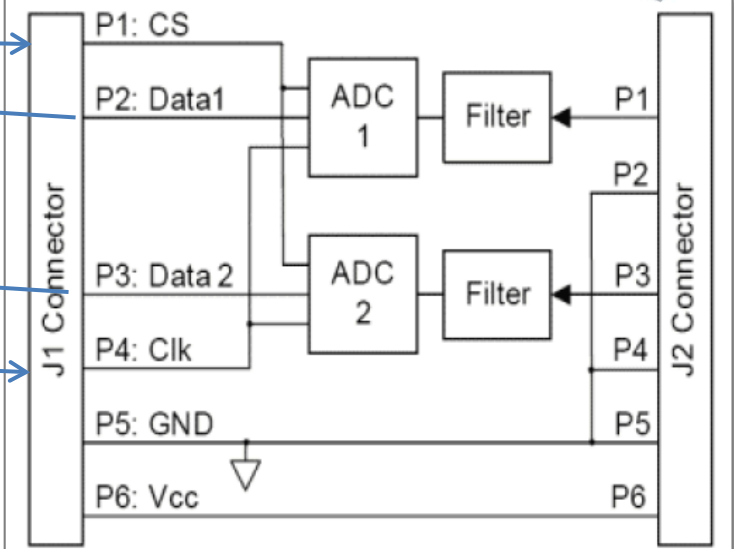 P1: CS
P2: Data1
ADC
1
Filter
P1
P2
J1 Connector
J2 Connector
P3: Data 2
ADC
2
Filter
P3
P4: Clk
P4
P5: GND
P5
P6: Vcc
P6